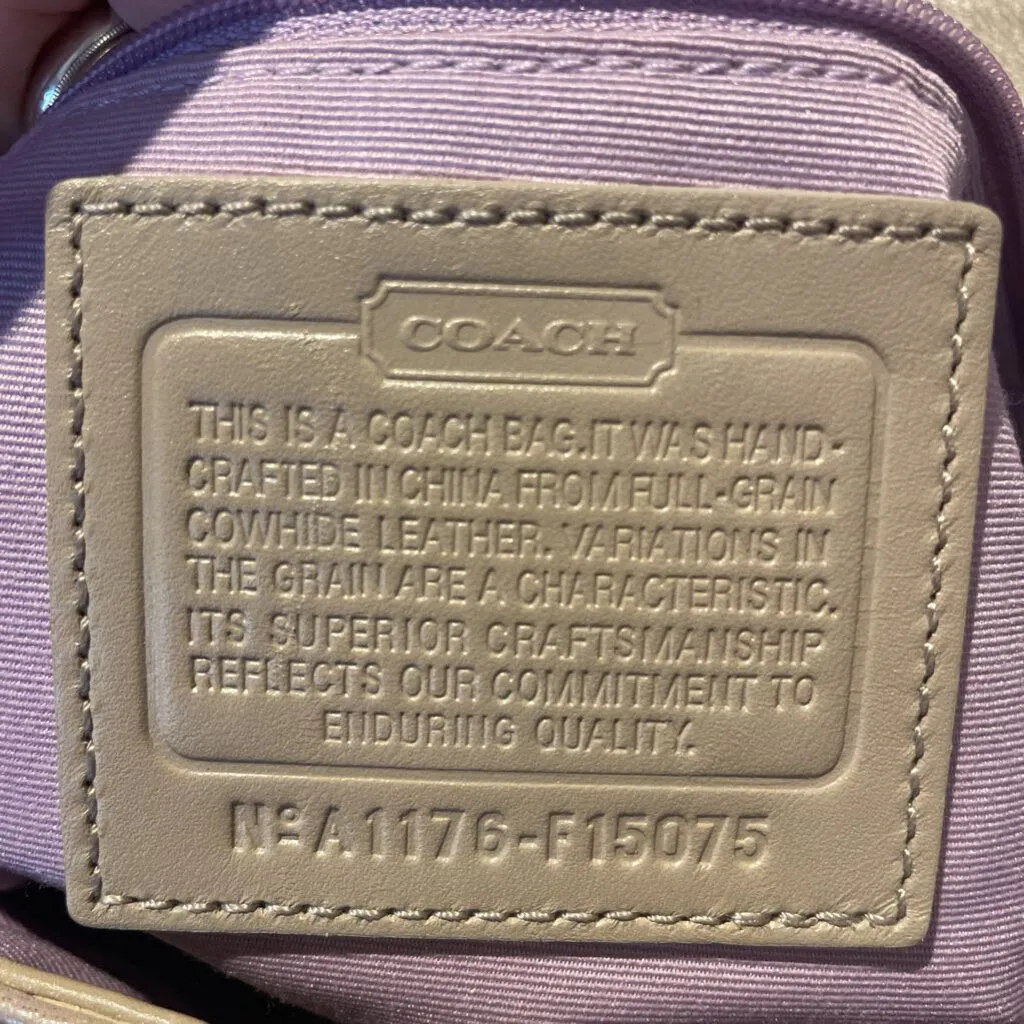 COACH
THIS IS A COACH BAG.IT WAS HAND-
CRAFTED IN CHINA FROM FULL-GRAIN
COWHIDE LEATHER. VARIATIONS IN
THE GRAIN ARE A CHARACTERISTIC.
ITS SUPERIOR CRAFTSMANSHIP
REFLECTS OUR COMMITMENT TO
ENDURING QUALITY.
Nº A1176-F15075